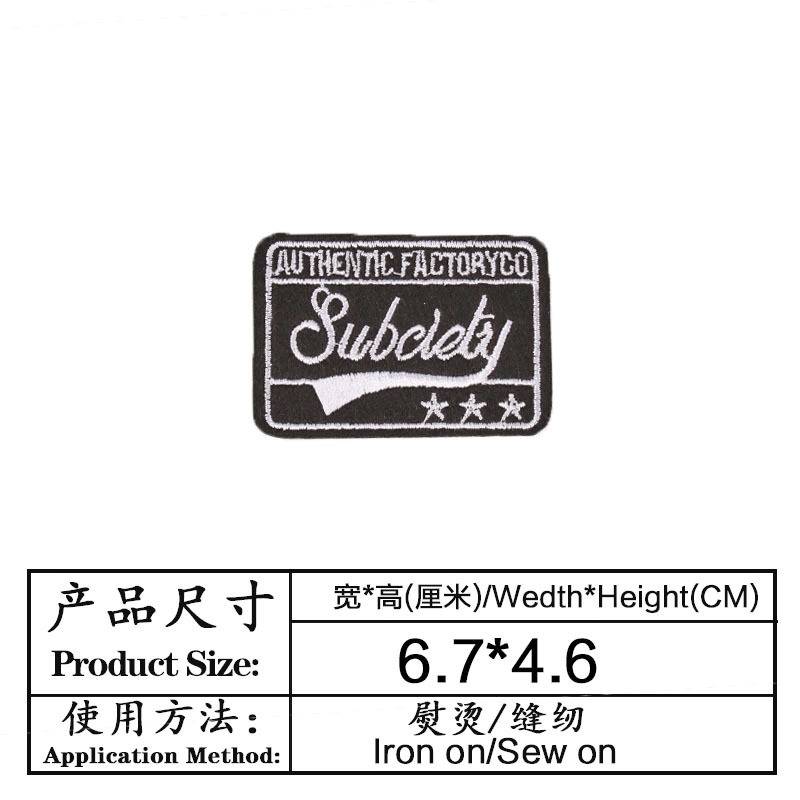 AUTHENTIC.FACTORYCO
Subciety
产品尺寸
Product Size:
宽*高(厘米)/Wedth*Height(CM)
6.7*4.6
使用方法:
Application Method:
熨烫/缝纫
Iron on/Sew on